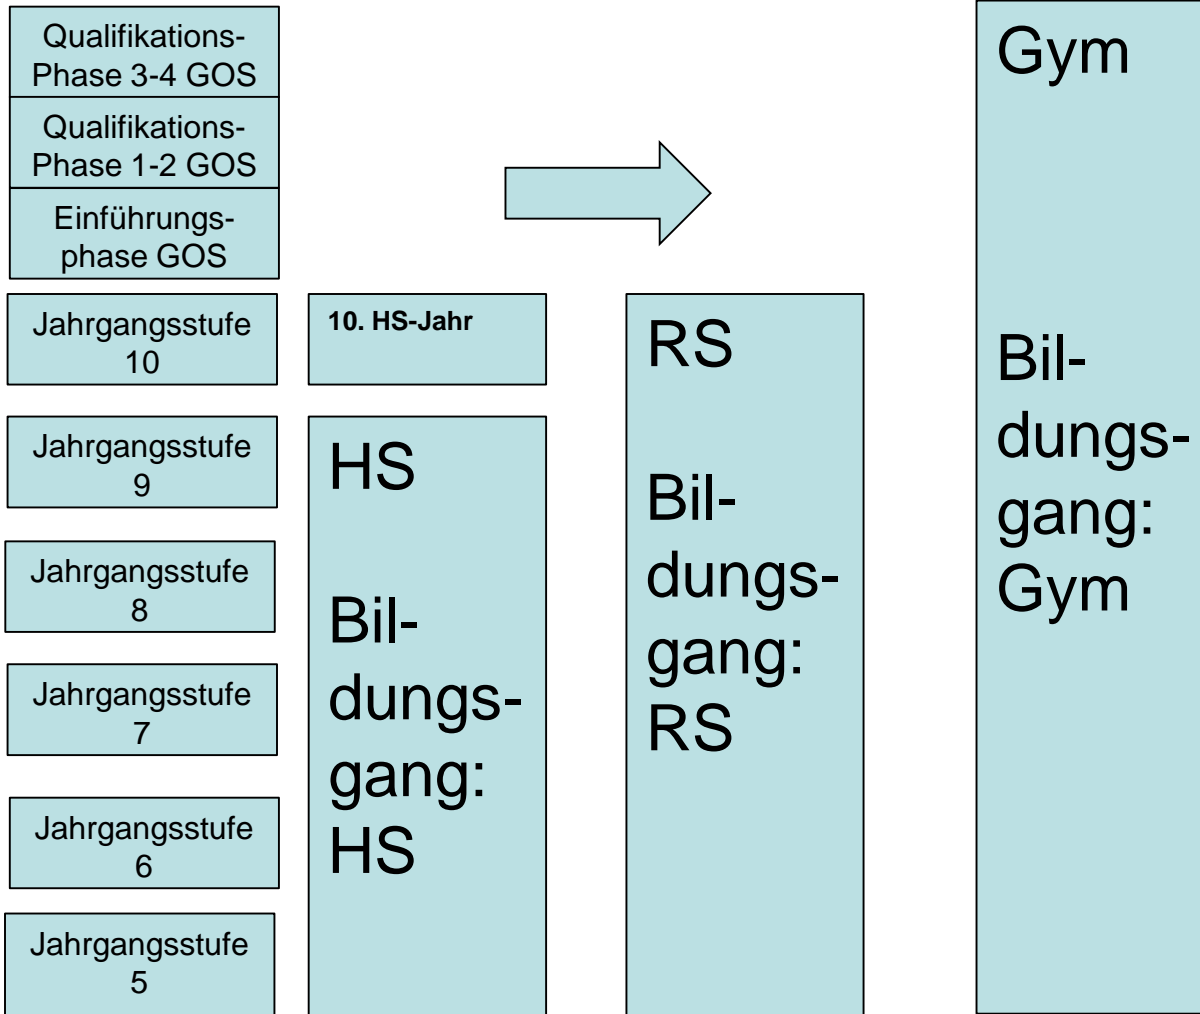 Qualifikations-
Phase 3-4 GOS
Qualifikations-
Phase 1-2 GOS
Einführungs-
phase GOS
Jahrgangsstufe
10
Jahrgangsstufe
9
Jahrgangsstufe
8
Jahrgangsstufe
7
Jahrgangsstufe
6
Jahrgangsstufe
5
10. HS-Jahr
HS
Bil-
dungs-
gang:
HS
RS
Bil-
dungs-
gang:
RS
Gym
Bil-
dungs-
gang:
Gym